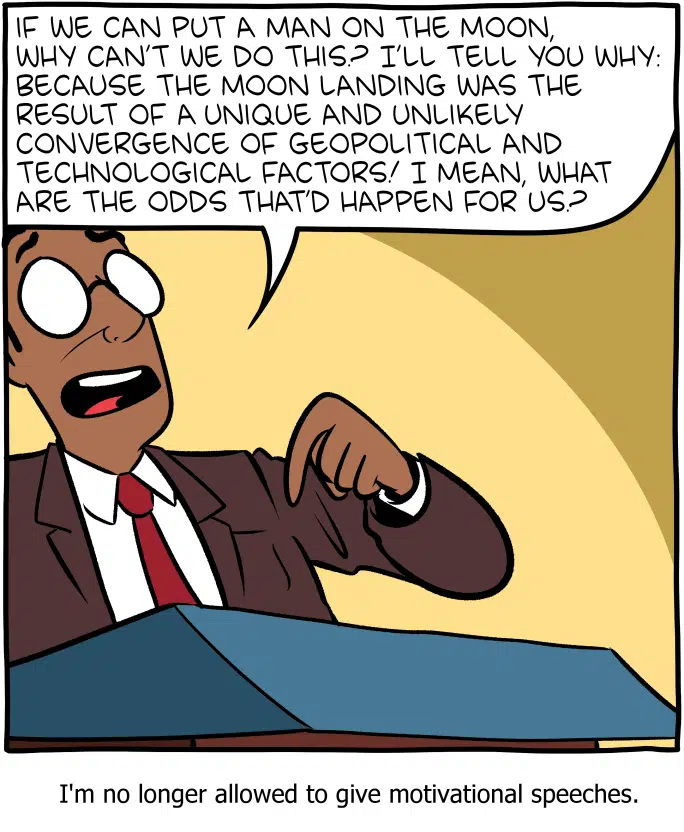 IF WE CAN PUT A MAN ON THE MOON,
WHY CAN'T WE DO THIS? I'LL TELL YOU WHY:
BECAUSE THE MOON LANDING WAS THE
RESULT OF A UNIQUE AND UNLIKELY
CONVERGENCE OF GEOPOLITICAL AND
TECHNOLOGICAL FACTORS! I MEAN, WHAT
ARE THE ODDS THAT'D HAPPEN FOR US?
I'm no longer allowed to give motivational speeches.